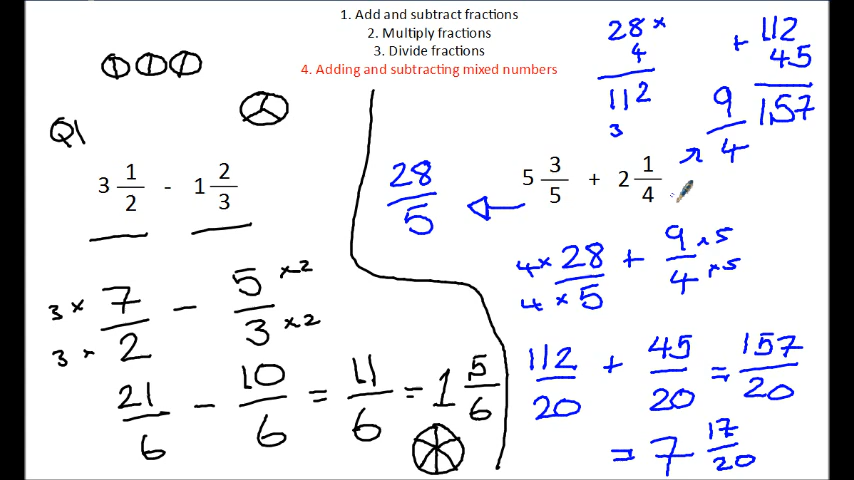 1. Add and subtract fractions
2. Multiply fractions
3. Divide fractions
4. Adding and subtracting mixed numbers
Q1
3 1/2 - 1 2/3
3 × 7/2 × 3 - 5/3 ×2 ×2
21/6 - 10/6 = 11/6 = 1 5/6
28 ×
4
112
3
+ 112
45
157
9/4
28/5
5 3/5 + 2 1/4 =
4 × 28 / 4 × 5 + 9 × 5 / 4 × 5
112/20 + 45/20 = 157/20
= 7 17/20